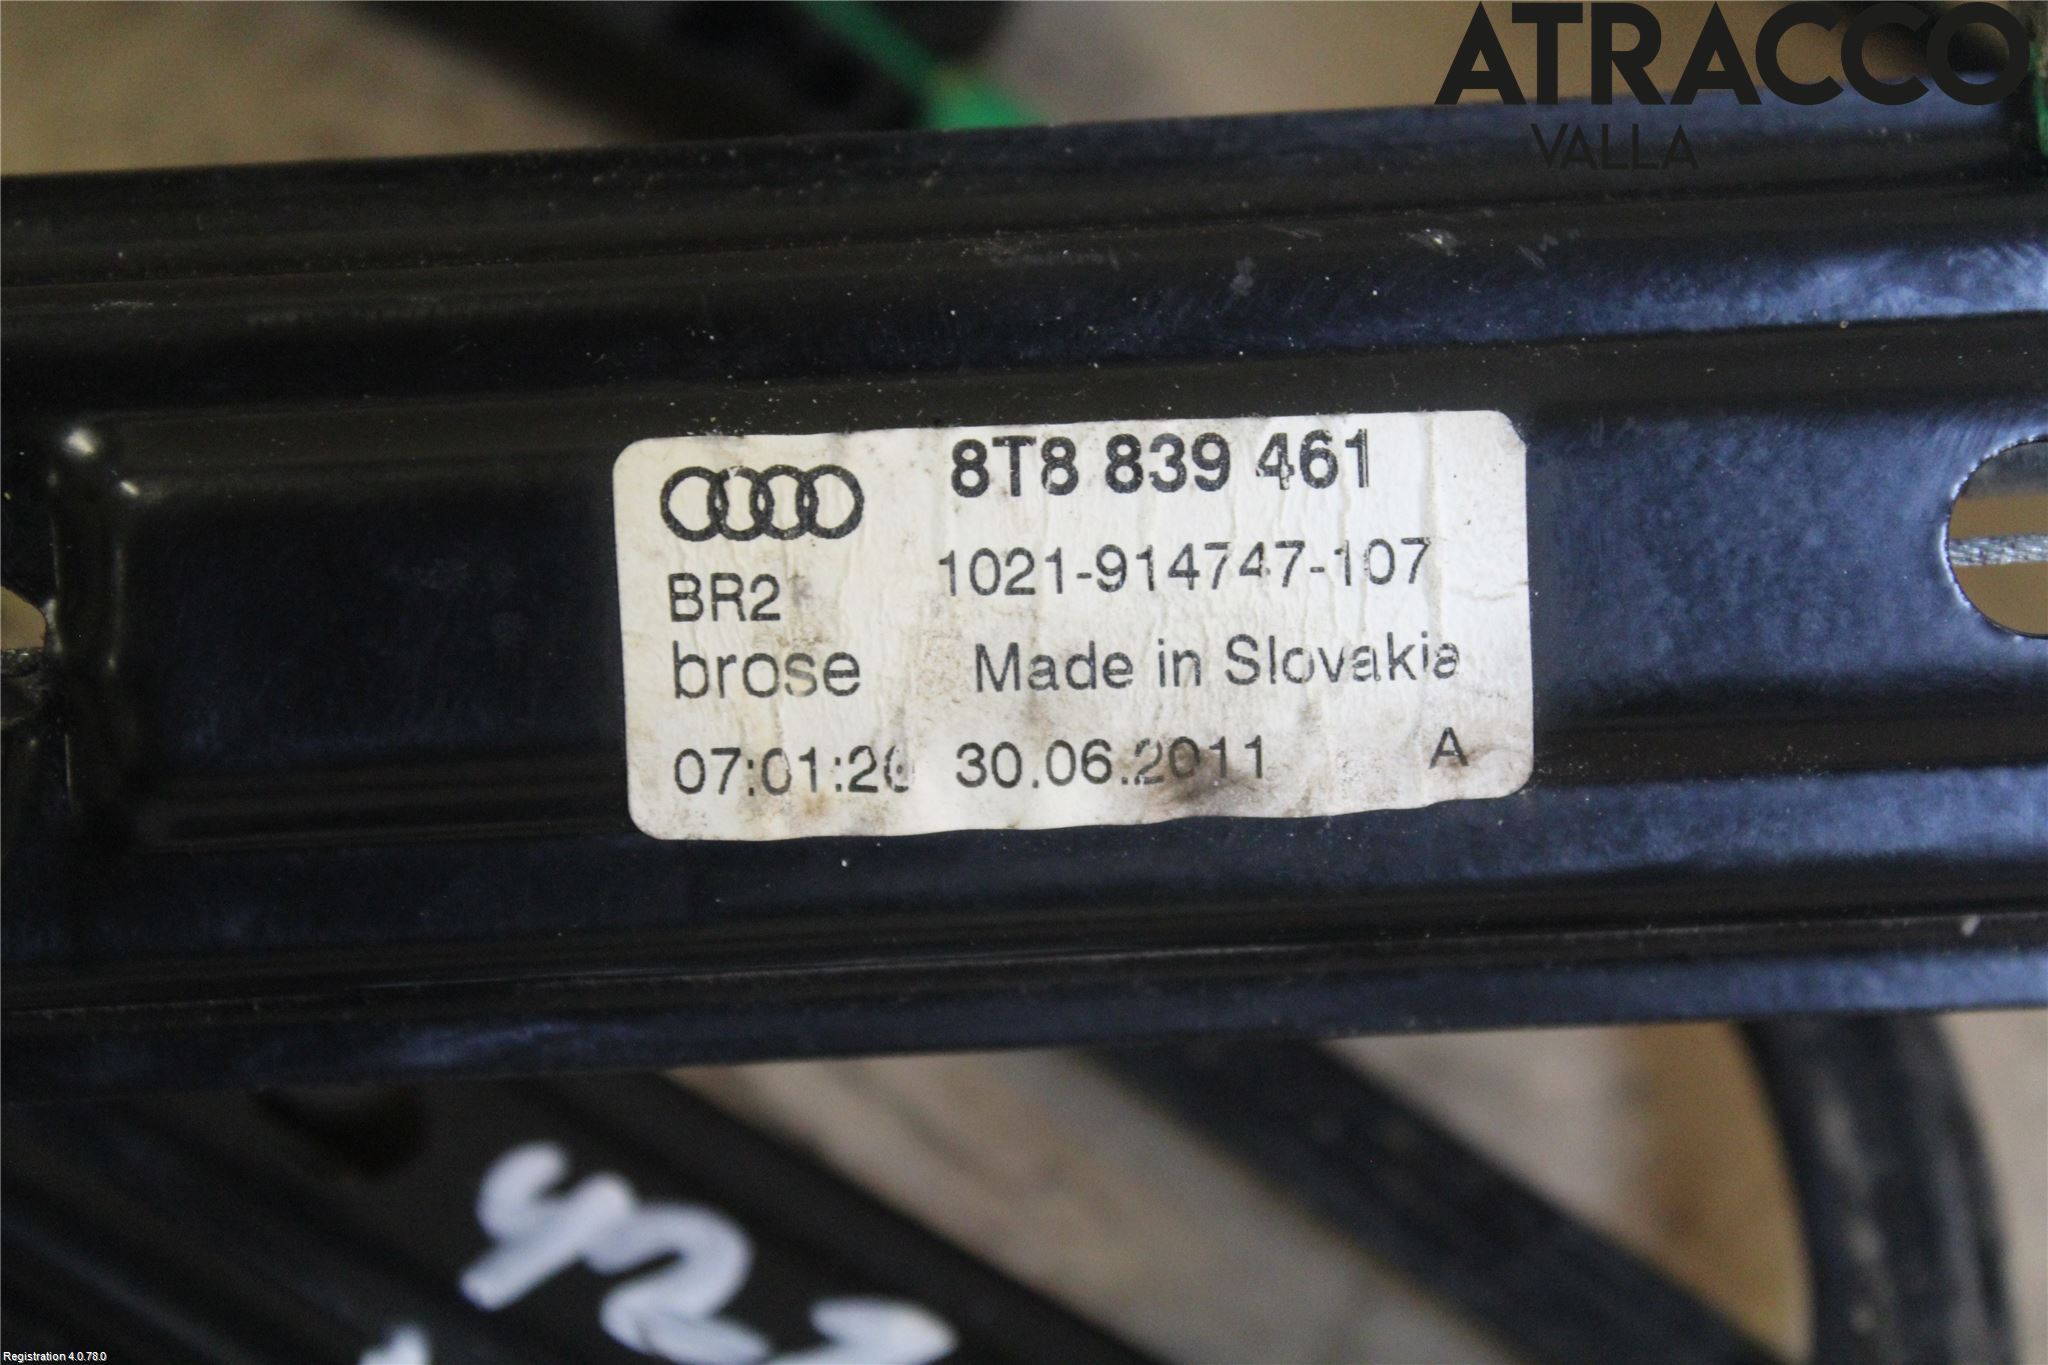 ATRACCO
VALLA
8T8 839 461
1021-914747-107
BR2
brose Made in Slovakia
30.06.2011 A
Registration 4.0.78.0